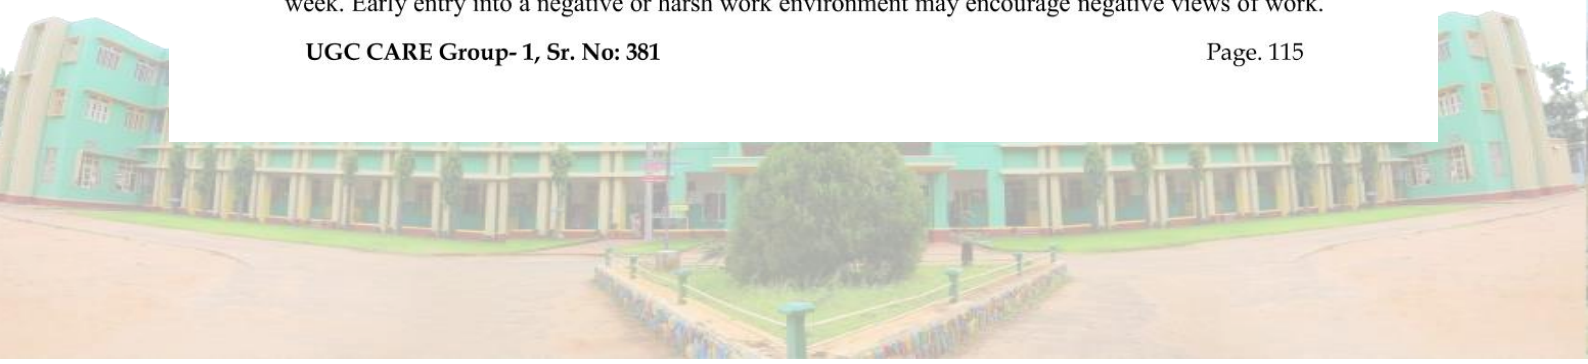 week. Early entry into a negative or harsh work environment may encourage negative views of work.
UGC CARE Group- 1, Sr. No: 381 Page. 115